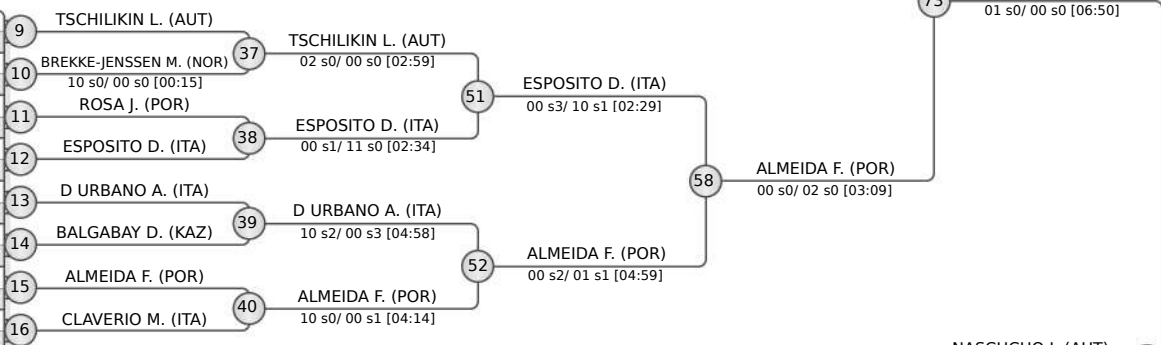 73
01 s0/ 00 s0 [06:50]
9
TSCHILIKIN L. (AUT)
37
TSCHILIKIN L. (AUT)
02 s0/ 00 s0 [02:59]
10
BREKKE-JENSSEN M. (NOR)
10 s0/ 00 s0 [00:15]
51
ESPOSITO D. (ITA)
00 s3/ 10 s1 [02:29]
11
ROSA J. (POR)
38
ESPOSITO D. (ITA)
00 s1/ 11 s0 [02:34]
12
ESPOSITO D. (ITA)
58
ALMEIDA F. (POR)
00 s0/ 02 s0 [03:09]
13
D URBANO A. (ITA)
39
D URBANO A. (ITA)
10 s2/ 00 s3 [04:58]
14
BALGABAY D. (KAZ)
52
ALMEIDA F. (POR)
00 s2/ 01 s1 [04:59]
15
ALMEIDA F. (POR)
40
ALMEIDA F. (POR)
10 s0/ 00 s1 [04:14]
16
CLAVERIO M. (ITA)